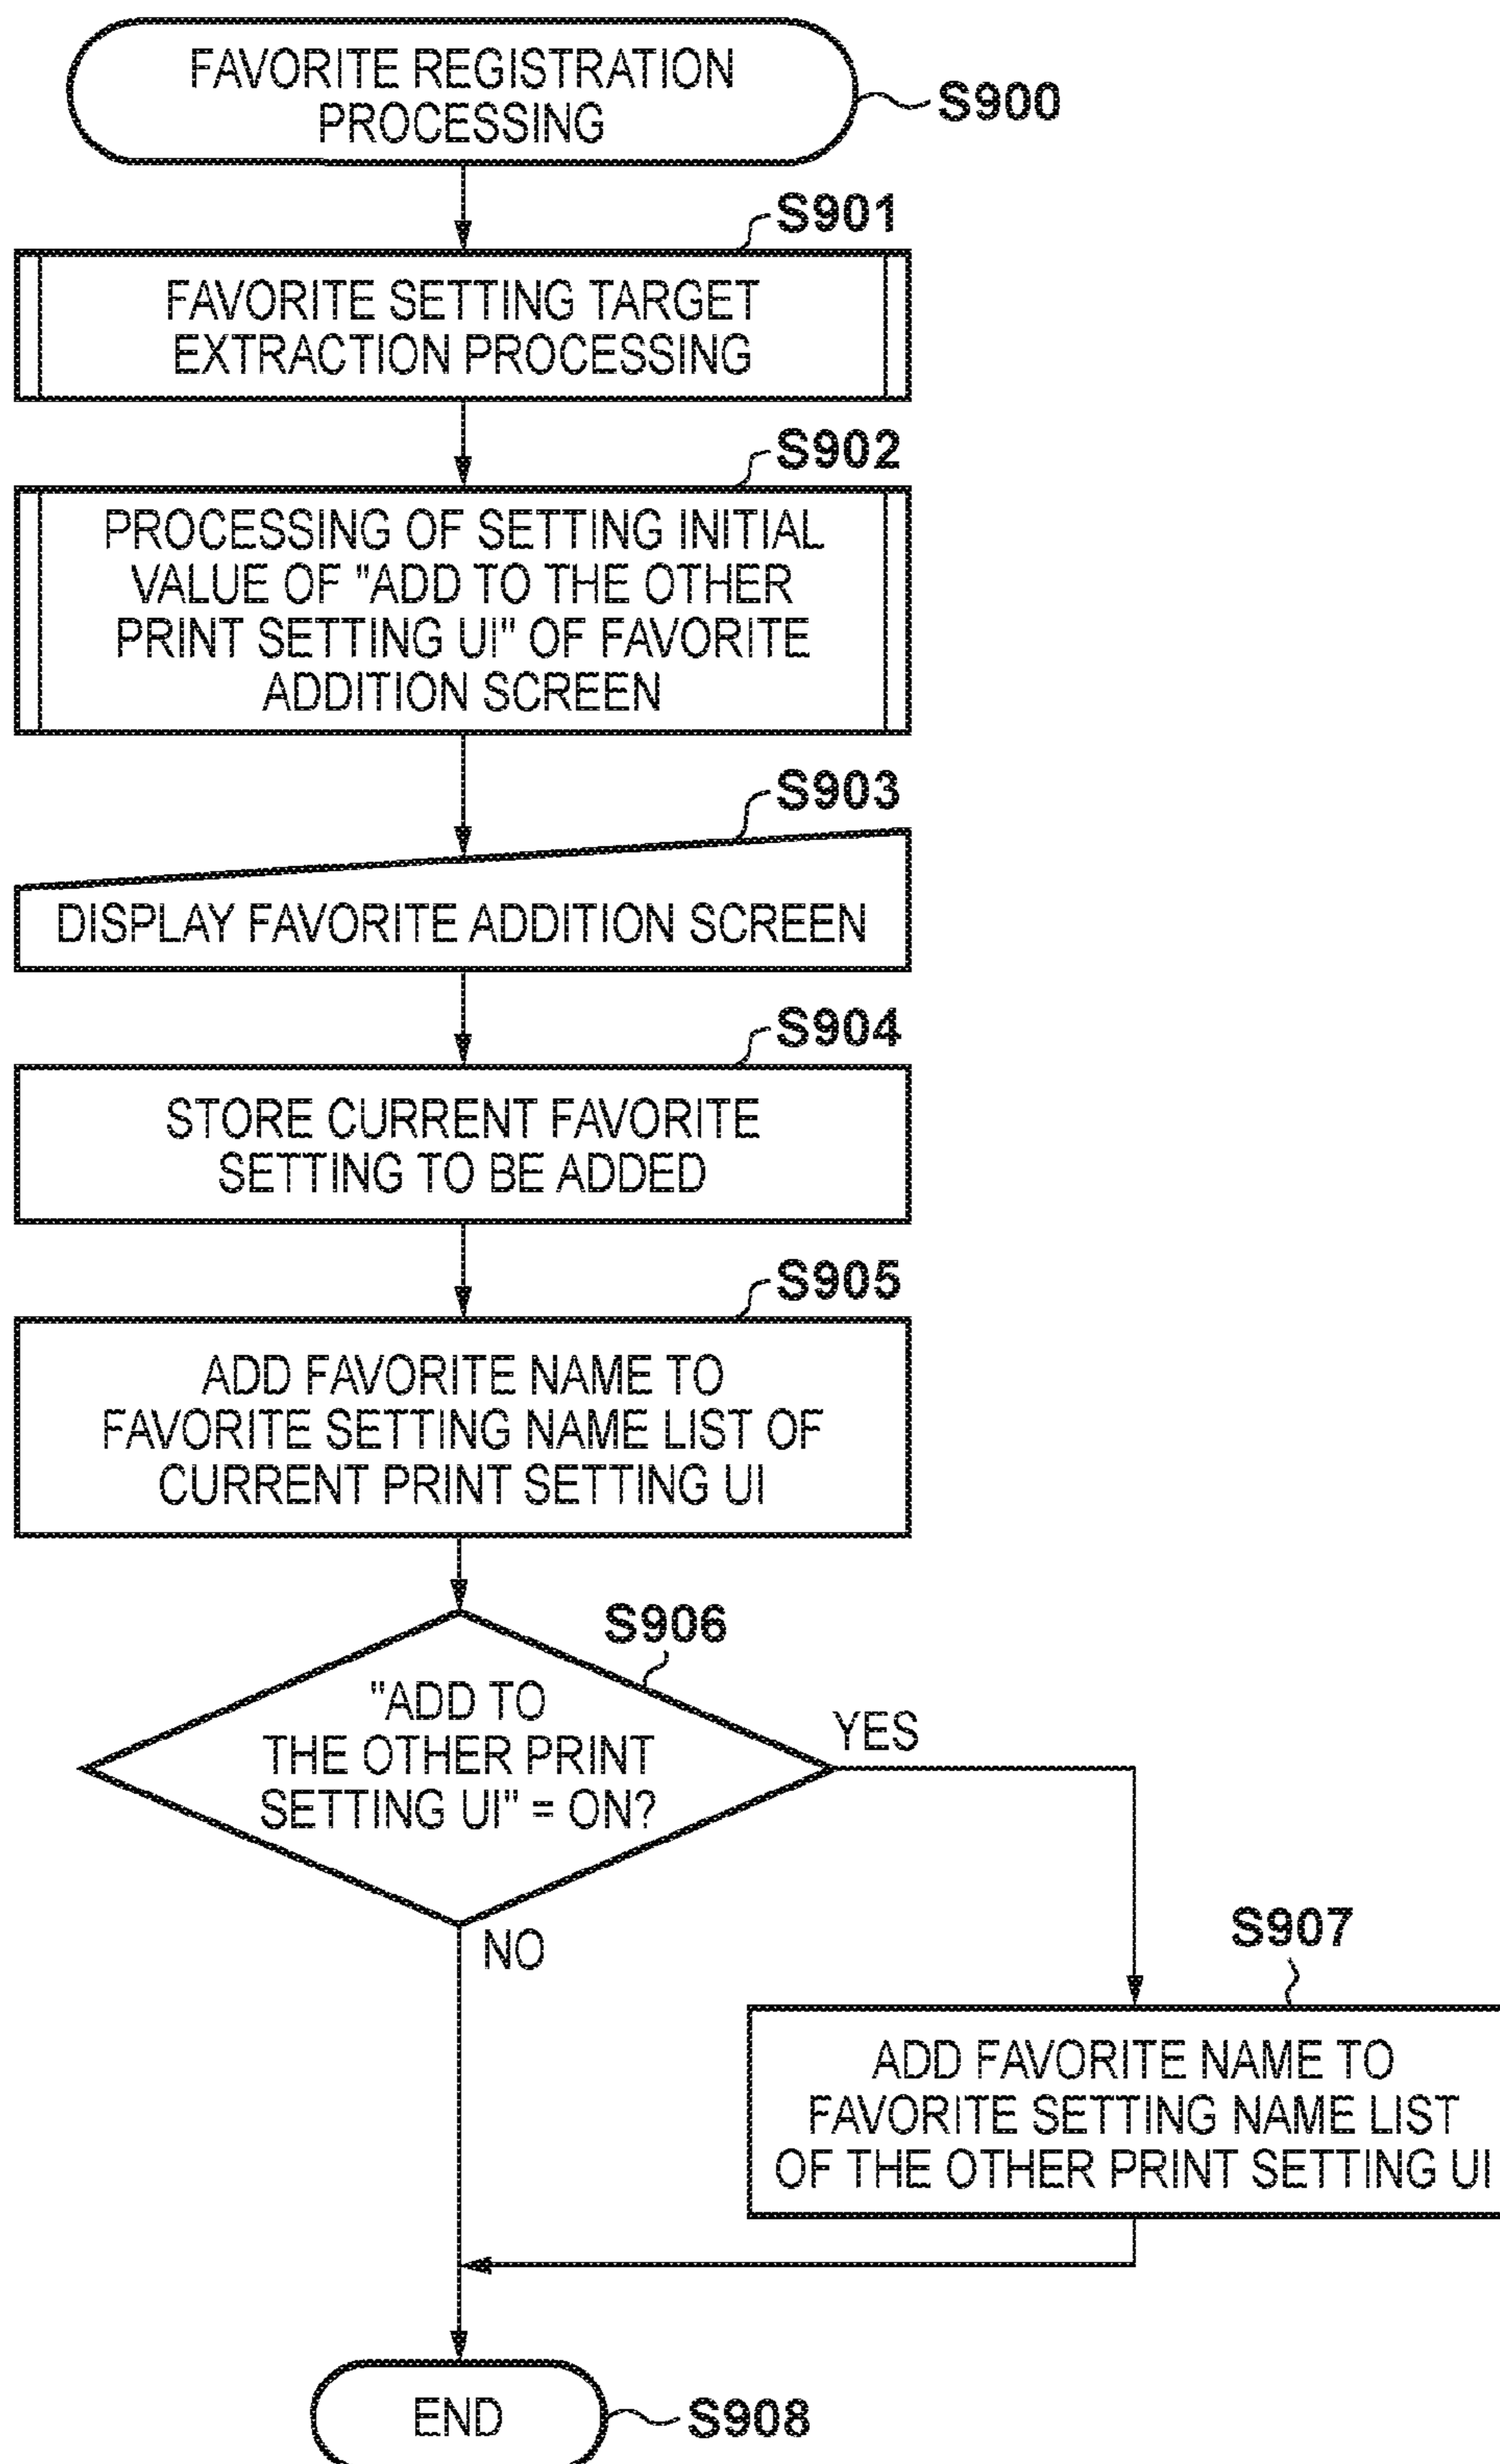 FAVORITE REGISTRATION
PROCESSING
S900
S901
FAVORITE SETTING TARGET
EXTRACTION PROCESSING
S902
PROCESSING OF SETTING INITIAL
VALUE OF "ADD TO THE OTHER
PRINT SETTING UI" OF FAVORITE
ADDITION SCREEN
S903
DISPLAY FAVORITE ADDITION SCREEN
S904
STORE CURRENT FAVORITE
SETTING TO BE ADDED
S905
ADD FAVORITE NAME TO
FAVORITE SETTING NAME LIST OF
CURRENT PRINT SETTING UI
S906
"ADD TO
THE OTHER PRINT
SETTING UI" = ON?
YES
NO
S907
ADD FAVORITE NAME TO
FAVORITE SETTING NAME LIST
OF THE OTHER PRINT SETTING UI
END
S908